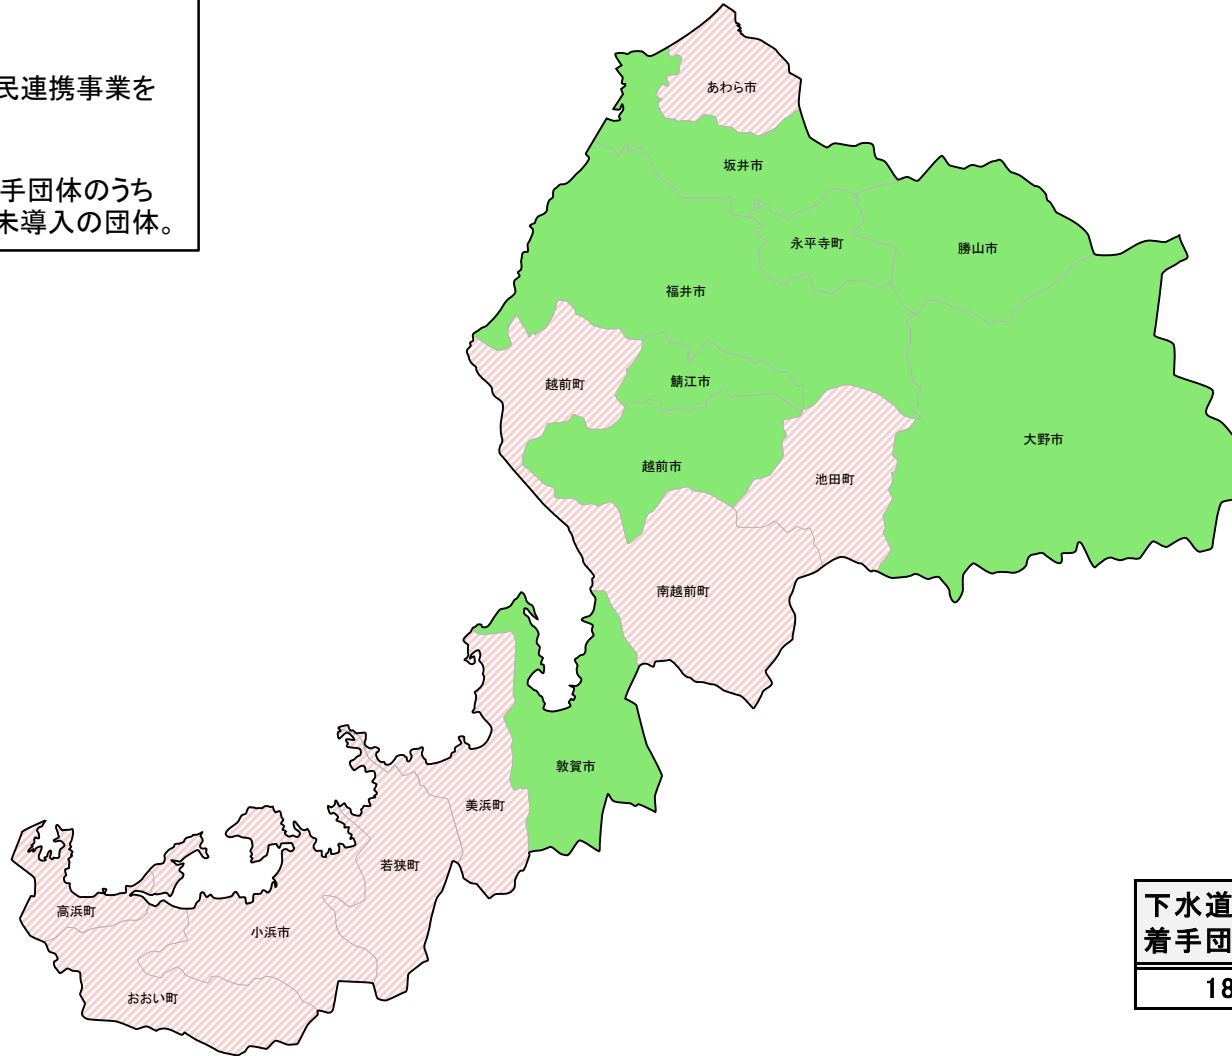 民連携事業を
手団体のうち
未導入の団体。
あわら市
坂井市
永平寺町
勝山市
福井市
越前町
鯖江市
大野市
越前市
池田町
南越前町
敦賀市
美浜町
若狭町
高浜町
小浜市
おおい町
下水道
着手団
18